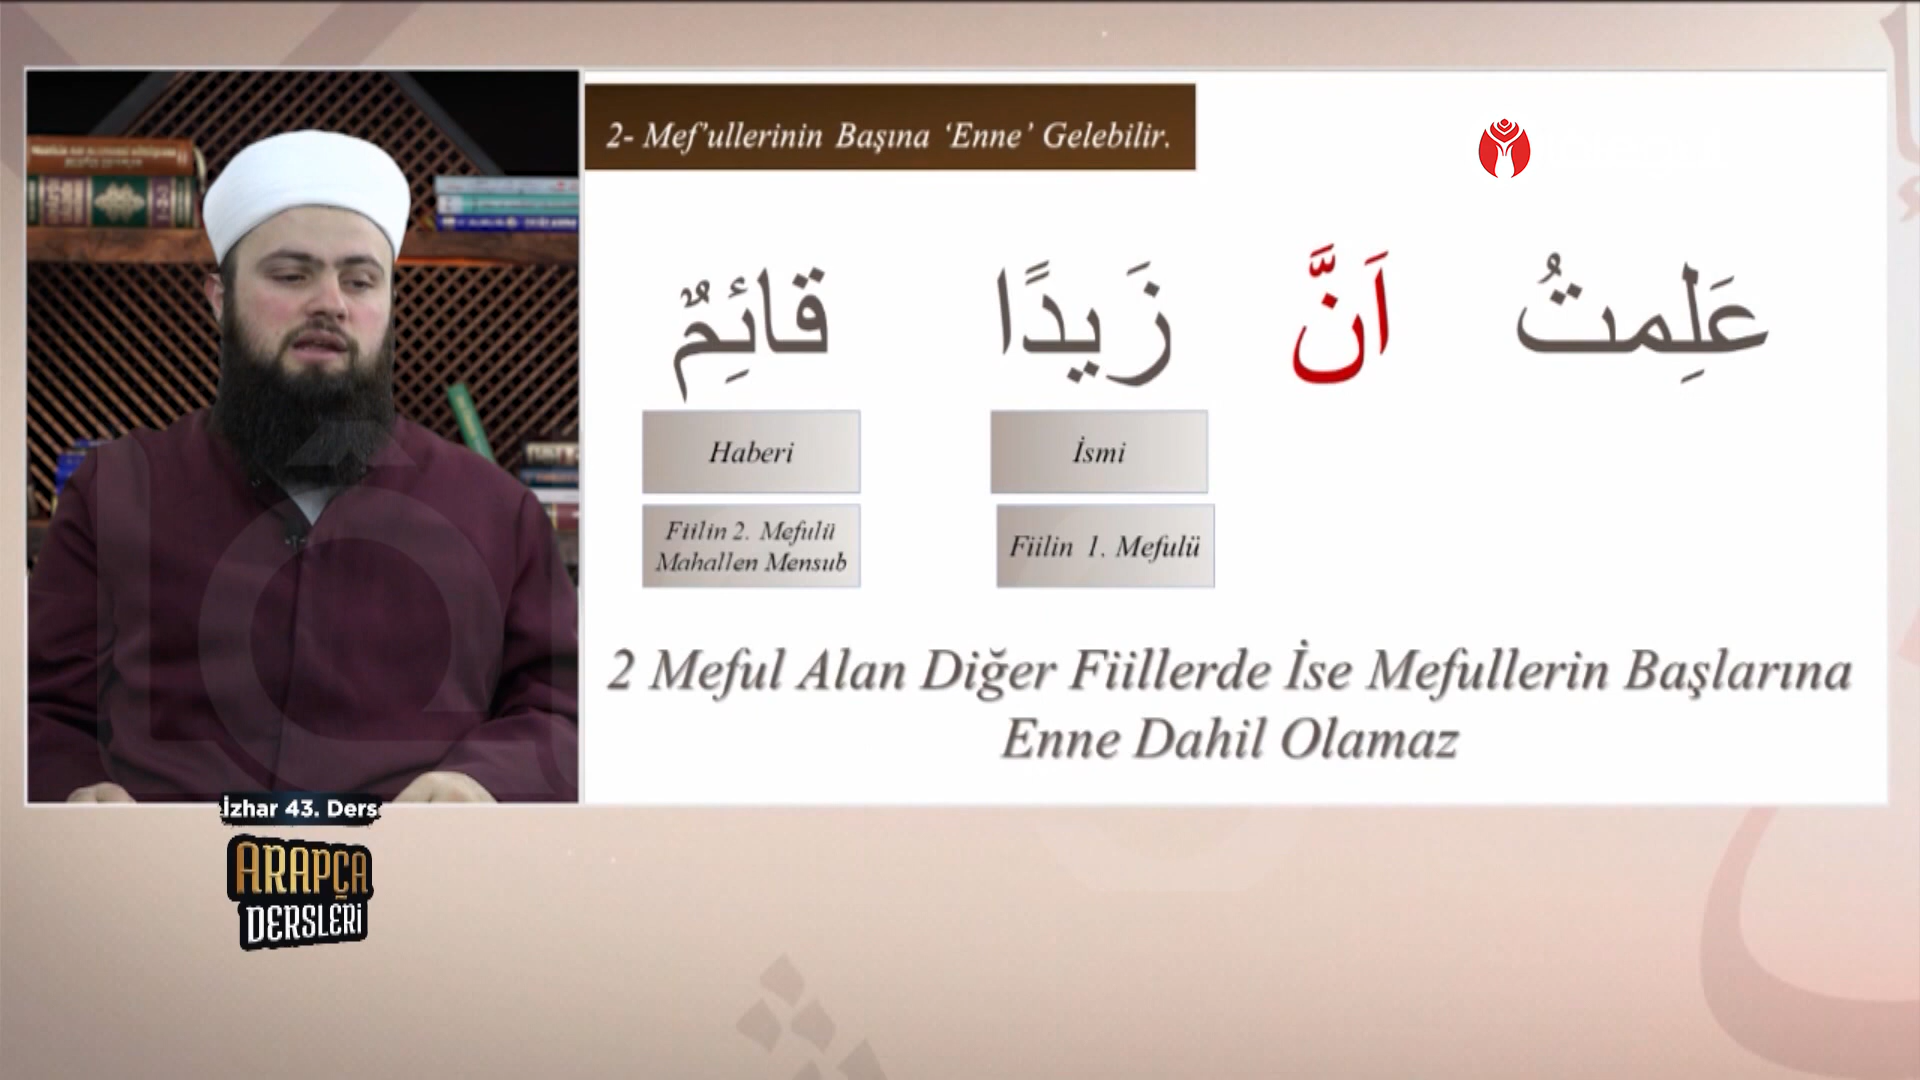 2- Mef’ullerinin Başına ‘Enne’ Gelebilir.
عَلِمتُ اَنَّ زَيدًا قائِمٌ
Haberi
İsmi
Fiilin 2. Mefulü
Mahallen Mensub
Fiilin 1. Mefulü
2 Meful Alan Diğer Fiillerde İse Mefullerin Başlarına
Enne Dahil Olamaz
İzhar 43. Ders
ARAPÇA
DERSLERİ